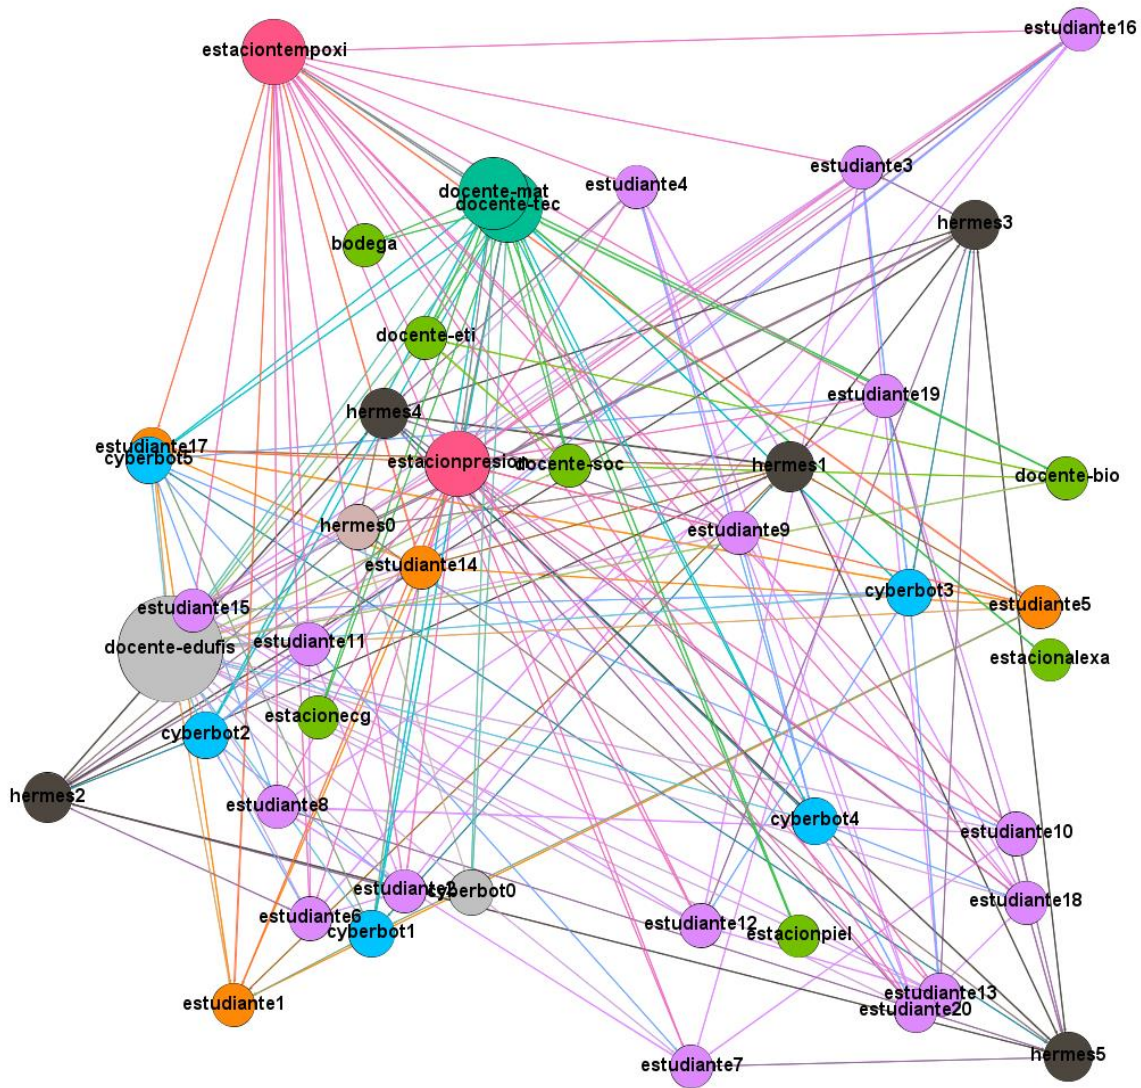 estudiante16
estaciontempoxi
estudiante3
estudiante4
docente-mat
docente-tec
hermes3
bodega
docente-eti
estudiante19
hermes4
estudiante17
cyberbot5
estacionpresion
docente-soc
hermes1
docente-bio
hermes0
estudiante9
estudiante14
cyberbot3
estudiante5
estudiante15
estudiante11
docente-edufis
estacionalexa
estacionecg
cyberbot2
hermes2
estudiante8
cyberbot4
estudiante10
estudiante2
cyberbot0
estudiante18
estudiante6
estudiante12
cyberbot1
estacionpiel
estudiante13
estudiante1
estudiante20
hermes5
estudiante7